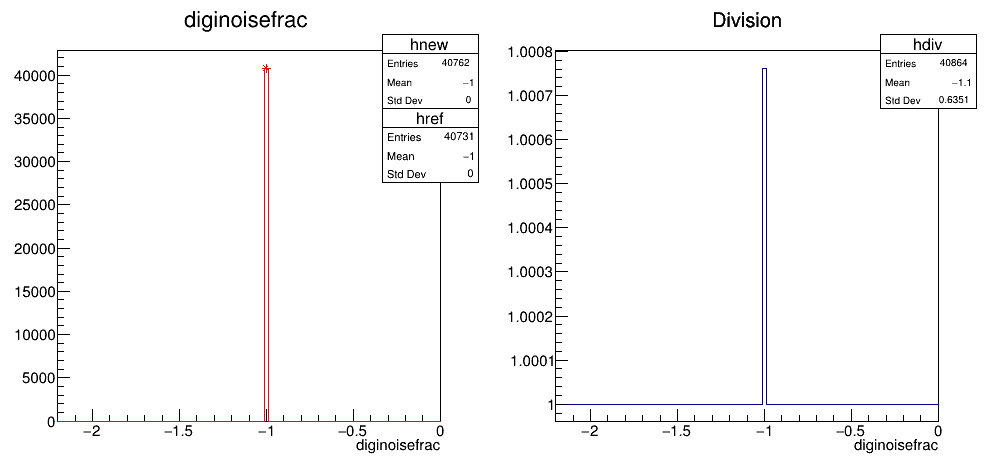 diginoisefrac
hnew
Entries 40762
Mean −1
Std Dev 0
href
Entries 40731
Mean −1
Std Dev 0
40000
35000
30000
25000
20000
15000
10000
5000
0
−2 −1.5 −1 −0.5 0
diginoisefrac
Division
hdiv
Entries 40864
Mean −1.1
Std Dev 0.6351
1.0008
1.0007
1.0006
1.0005
1.0004
1.0003
1.0002
1.0001
1
−2 −1.5 −1 −0.5 0
diginoisefrac